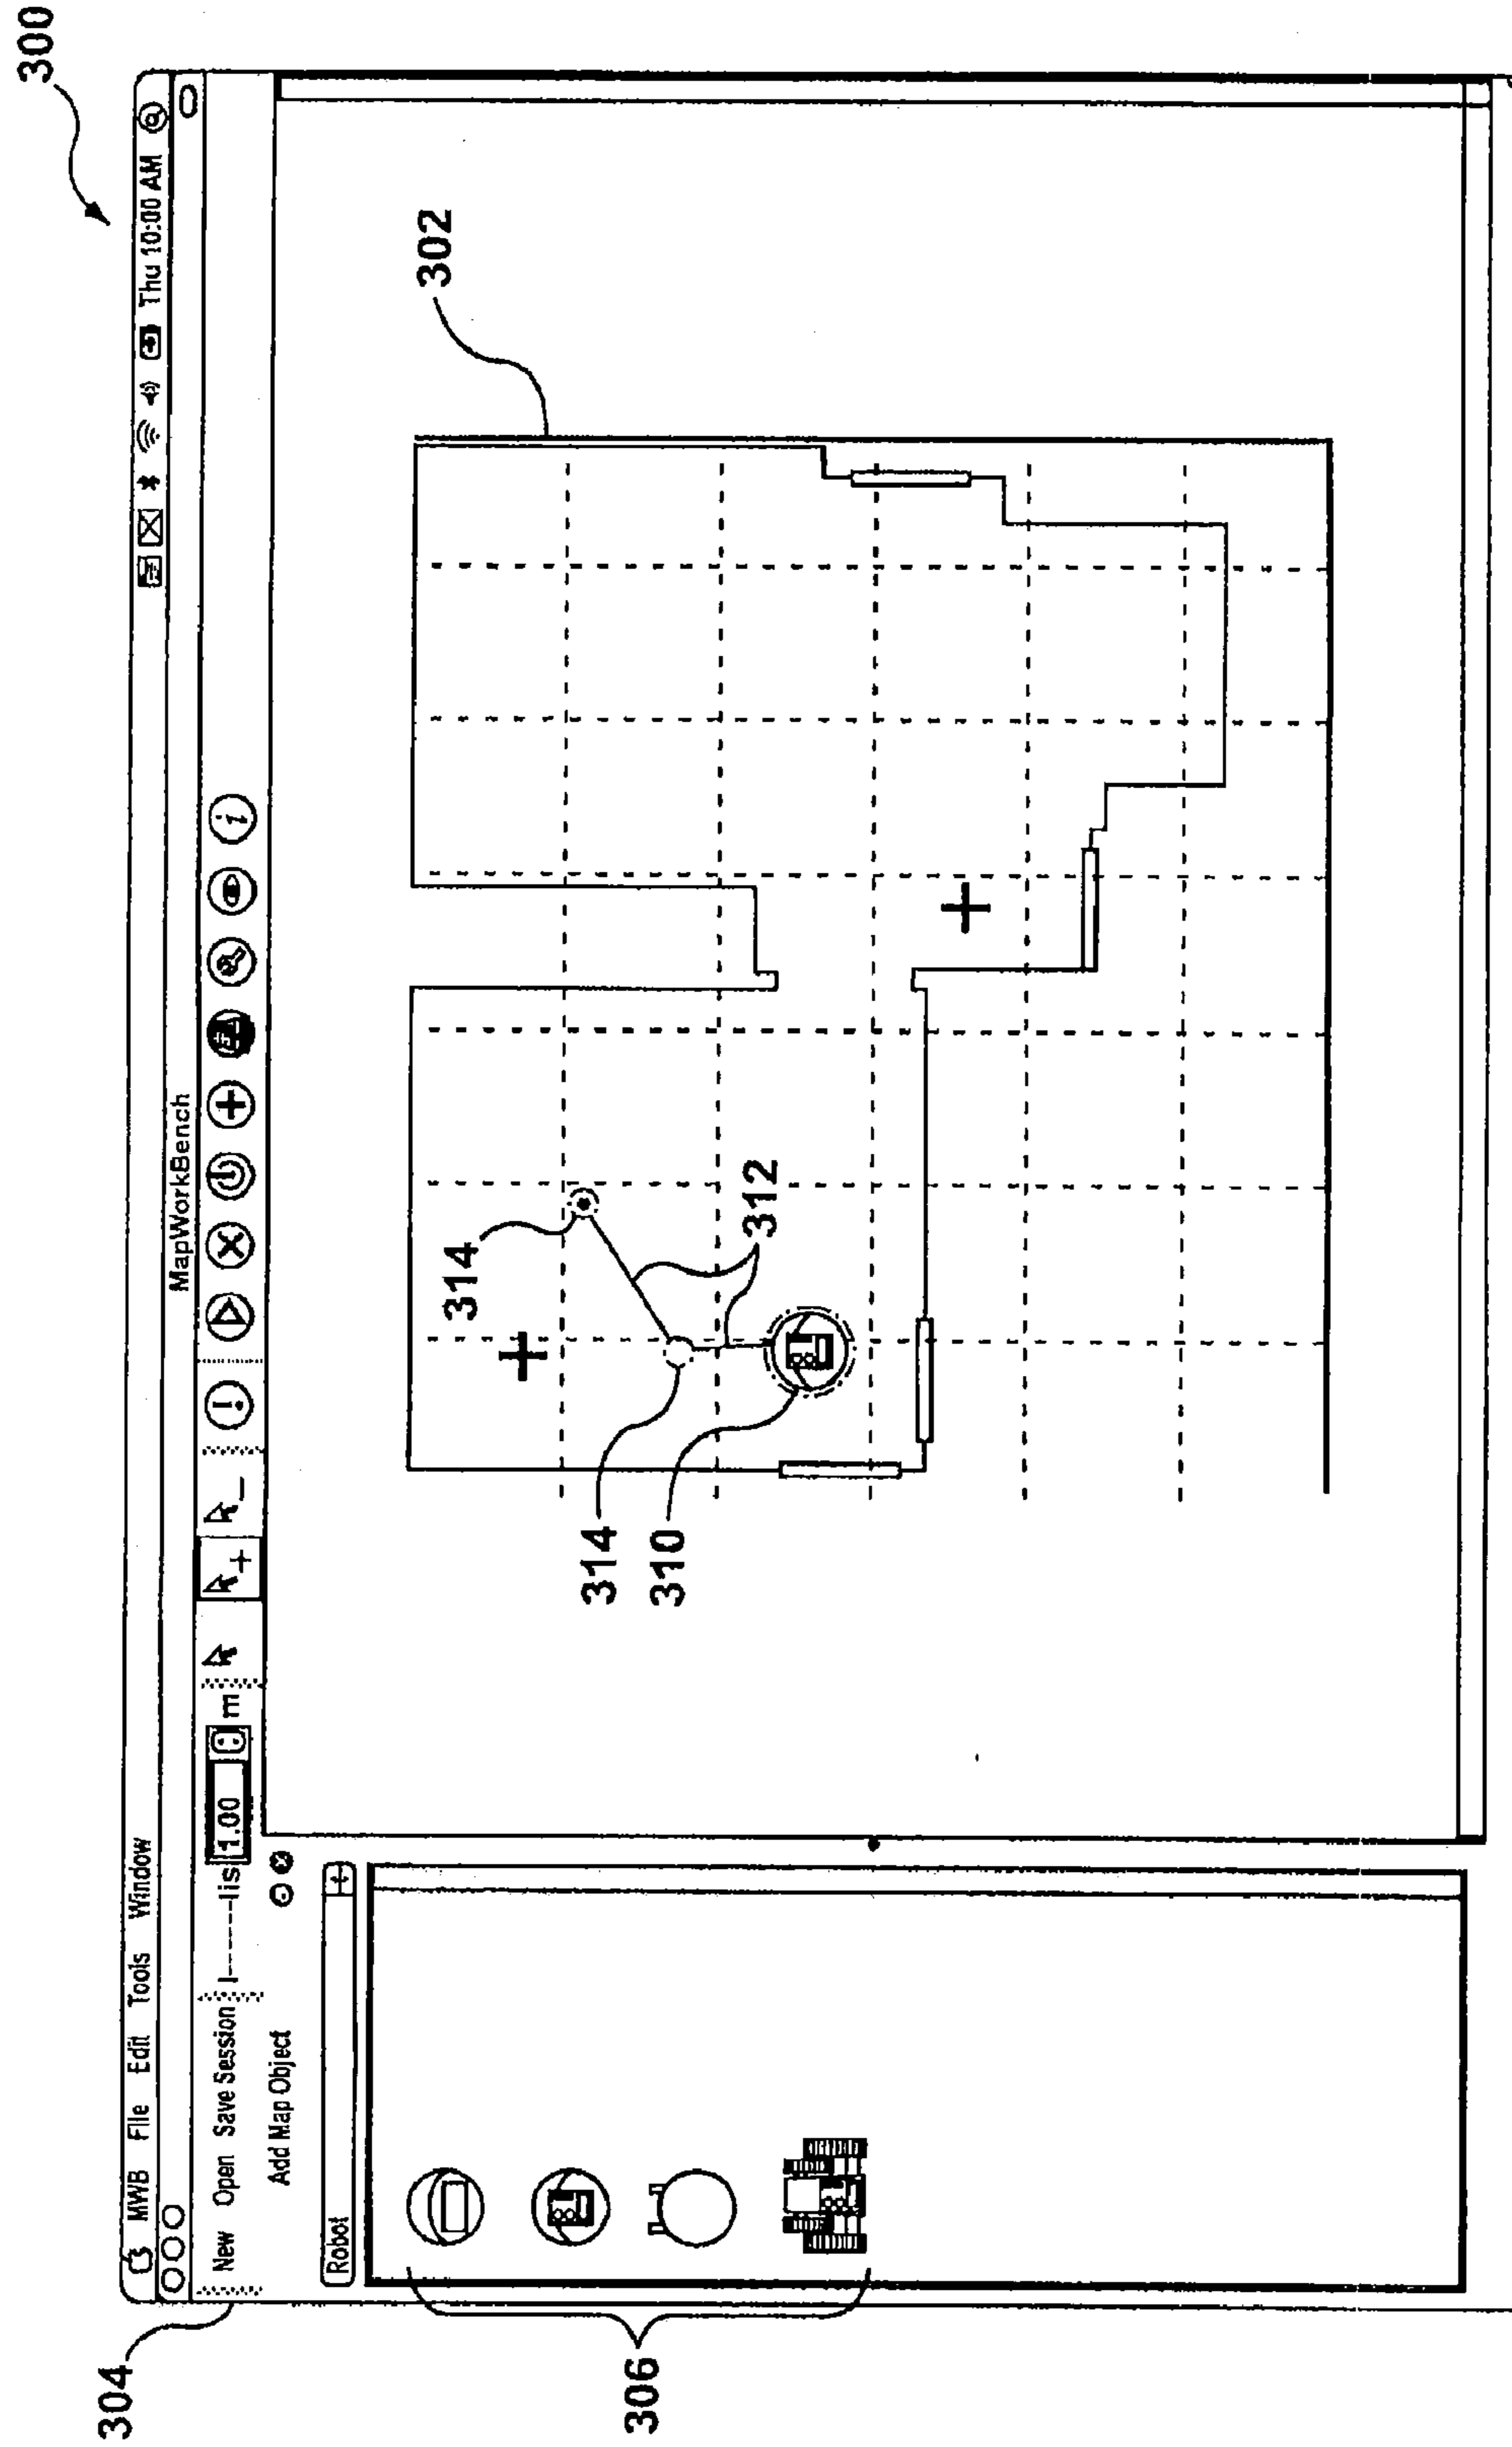 300
Thu 10:00 AM
MWB File Edit Tools Window
MapWorkBench
304
New Open Save Session
1.00 m
Add Map Object
Robot
306
302
314
312
314
310